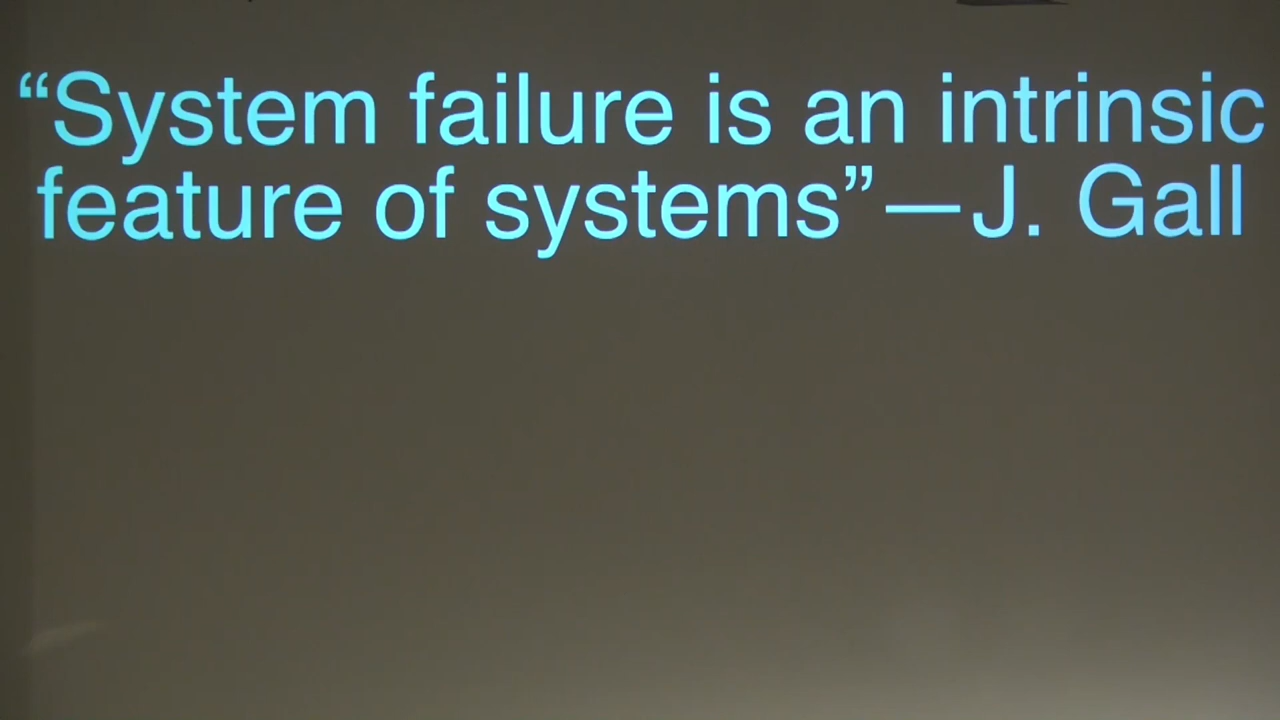 “System failure is an intrinsic
feature of systems”—J. Gall